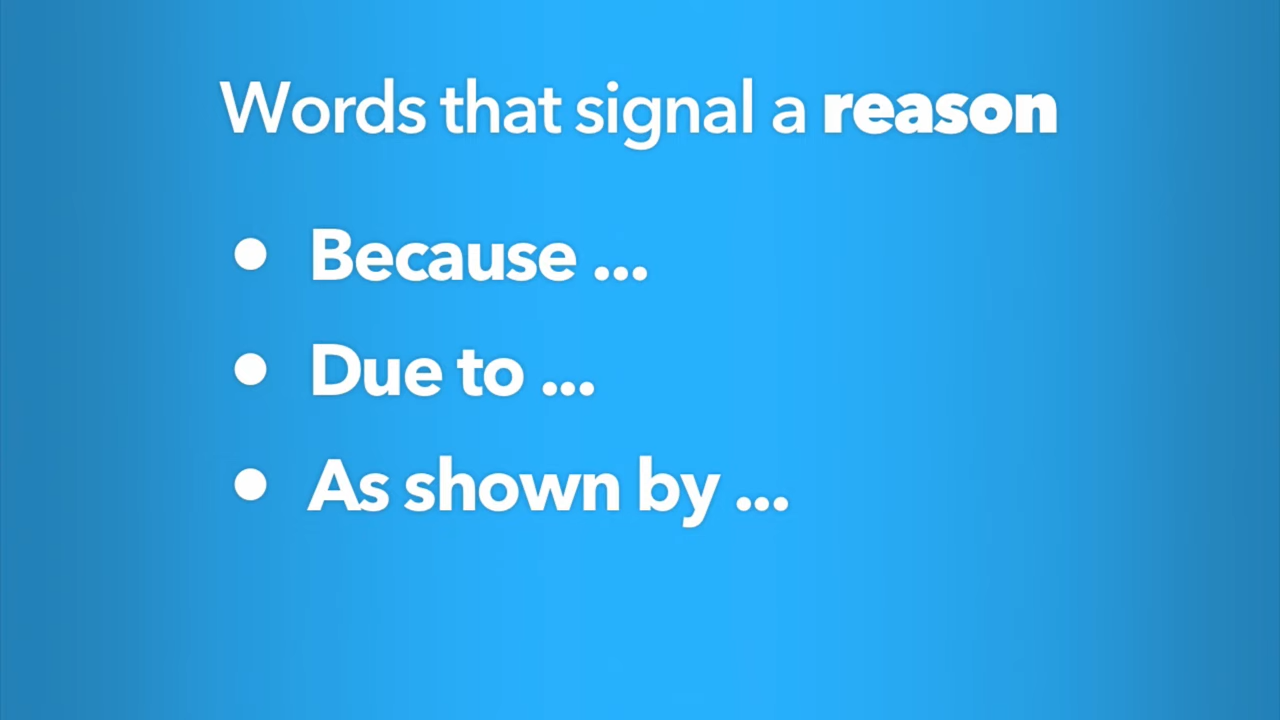 Words that signal a reason
• Because ...
• Due to ...
• As shown by ...